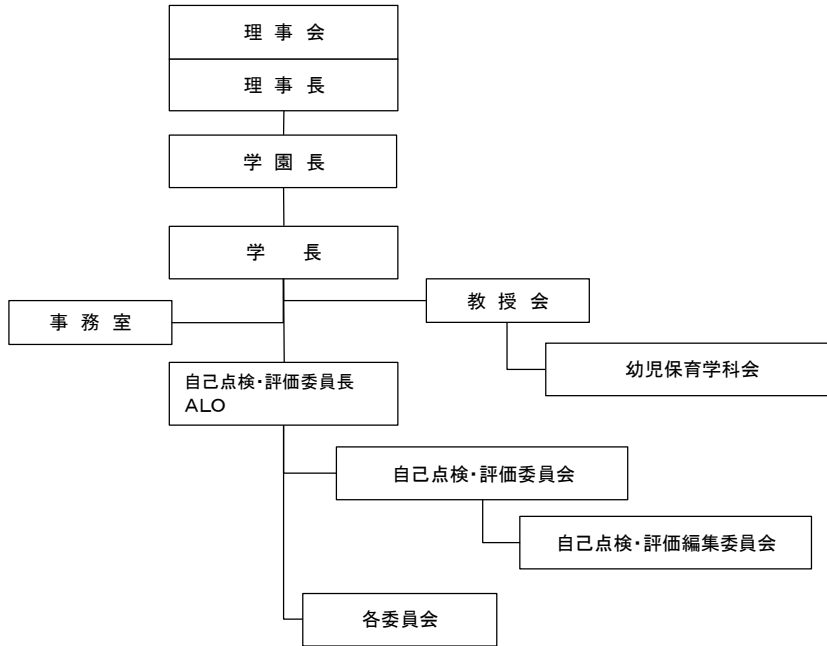 理 事 会
理 事 長
学 園 長
学 長
教 授 会
事 務 室
幼児保育学科会
自己点検・評価委員長
ALO
自己点検・評価委員会
自己点検・評価編集委員会
各委員会